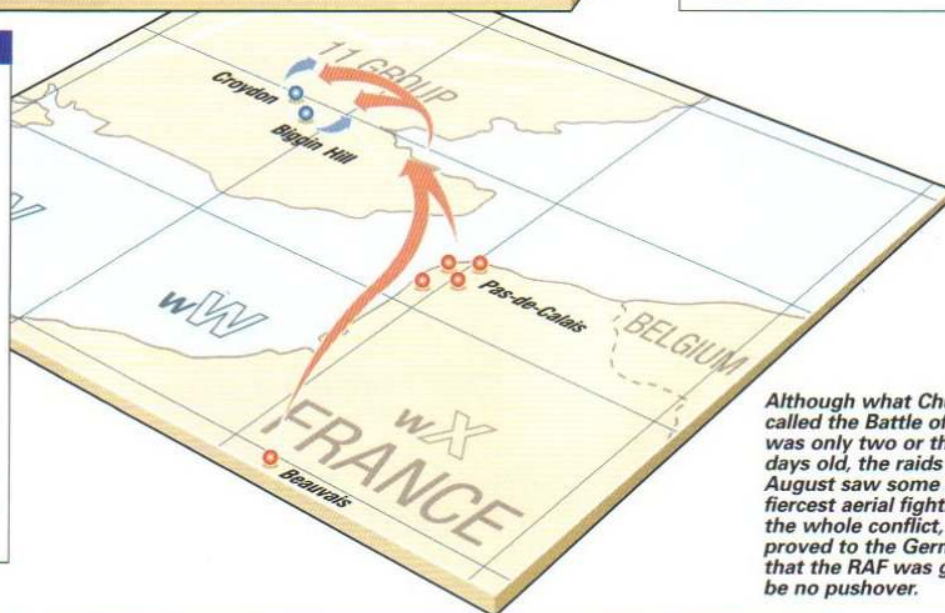 11 GROUP
Croydon
Biggin Hill
wW
Pas-de-Calais
BELGIUM
wX
FRANCE
Beauvais
Although what Ch
called the Battle of
was only two or th
days old, the raids
August saw some
fiercest aerial fight
the whole conflict,
proved to the Gern
that the RAF was g
be no pushover.